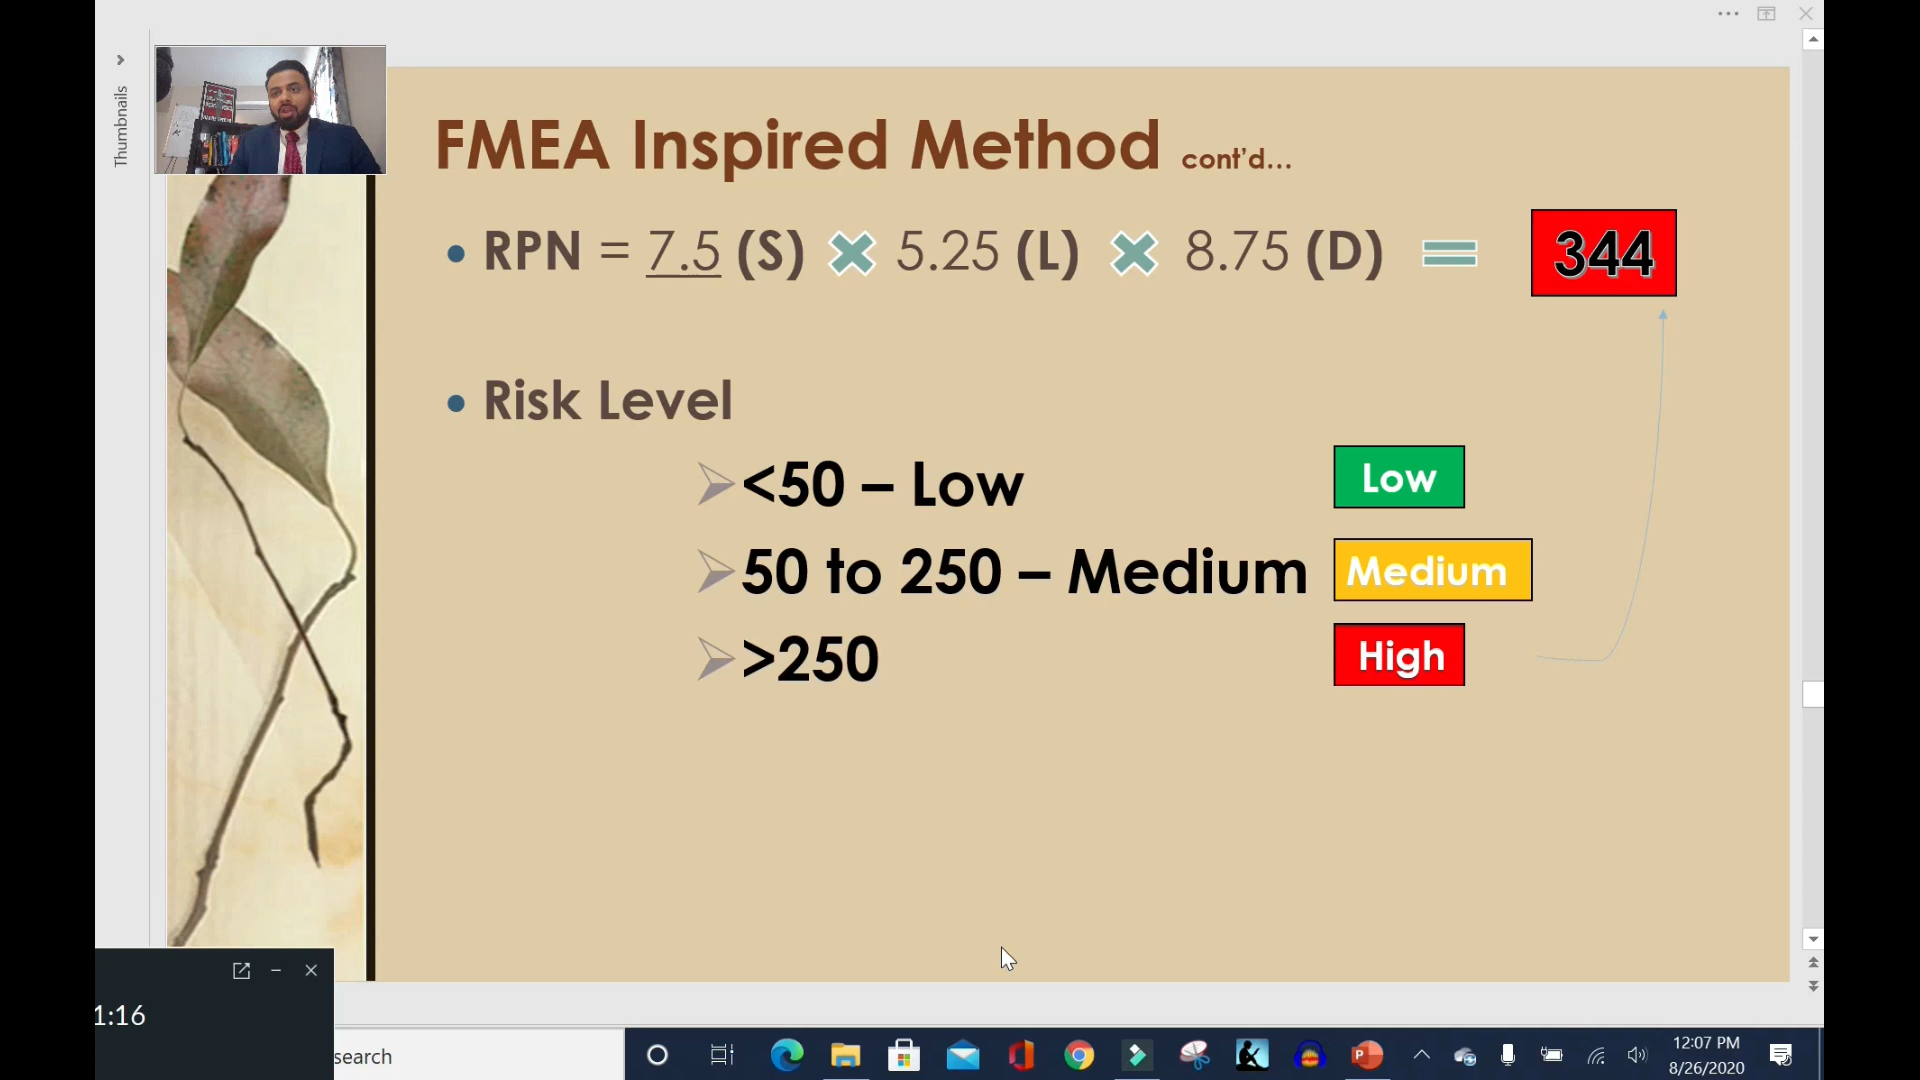 Thumbnails
FMEA Inspired Method cont'd...
• RPN = 7.5 (S) × 5.25 (L) × 8.75 (D) = 344
• Risk Level
➢<50 – Low
Low
➢50 to 250 – Medium
Medium
➢>250
High
1:16
search
12:07 PM
8/26/2020